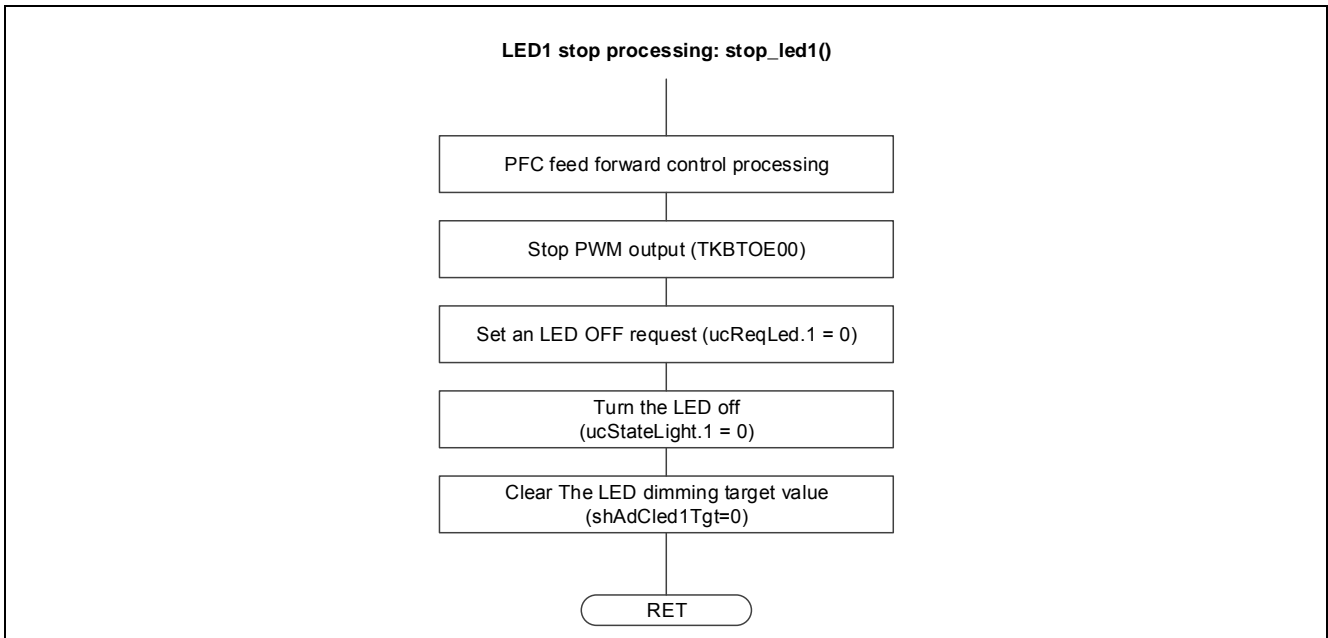 LED1 stop processing: stop_led1()
PFC feed forward control processing
Stop PWM output (TKBTOE00)
Set an LED OFF request (ucReqLed.1 = 0)
Turn the LED off
(ucStateLight.1 = 0)
Clear The LED dimming target value
(shAdCled1Tgt=0)
RET